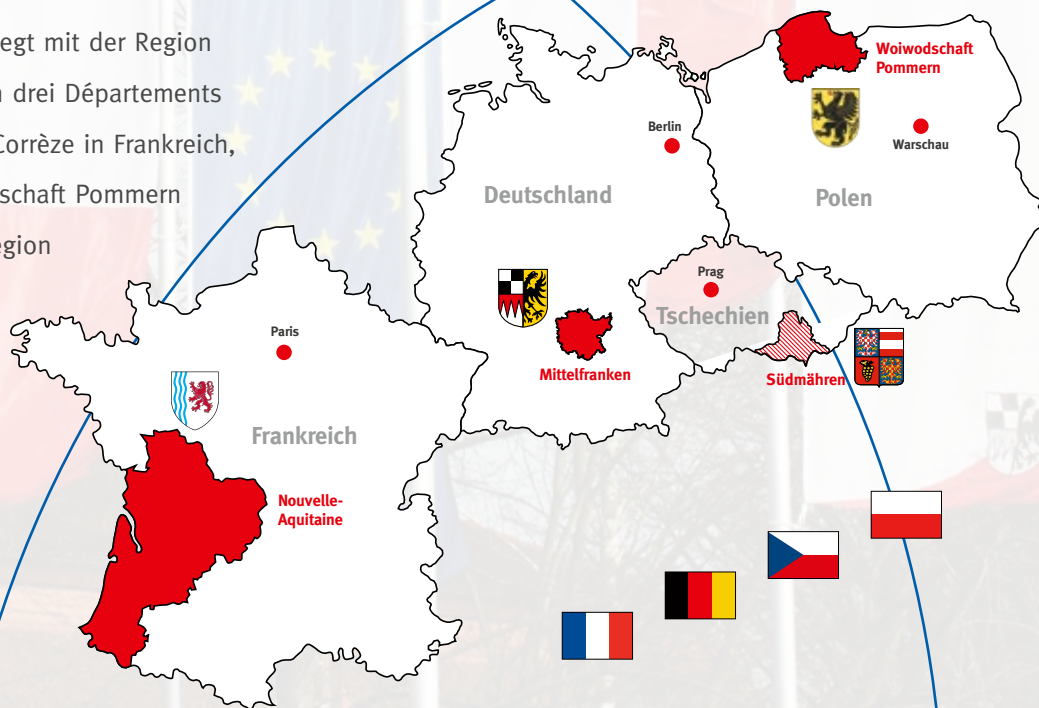 egt mit der Region
drei Départements
Corrèze in Frankreich,
schaft Pommern
egion
Woiwodschaft
Pommern
Berlin
Warschau
Deutschland
Polen
Prag
Tschechien
Paris
Mittelfranken
Südmähren
Frankreich
Nouvelle-
Aquitaine